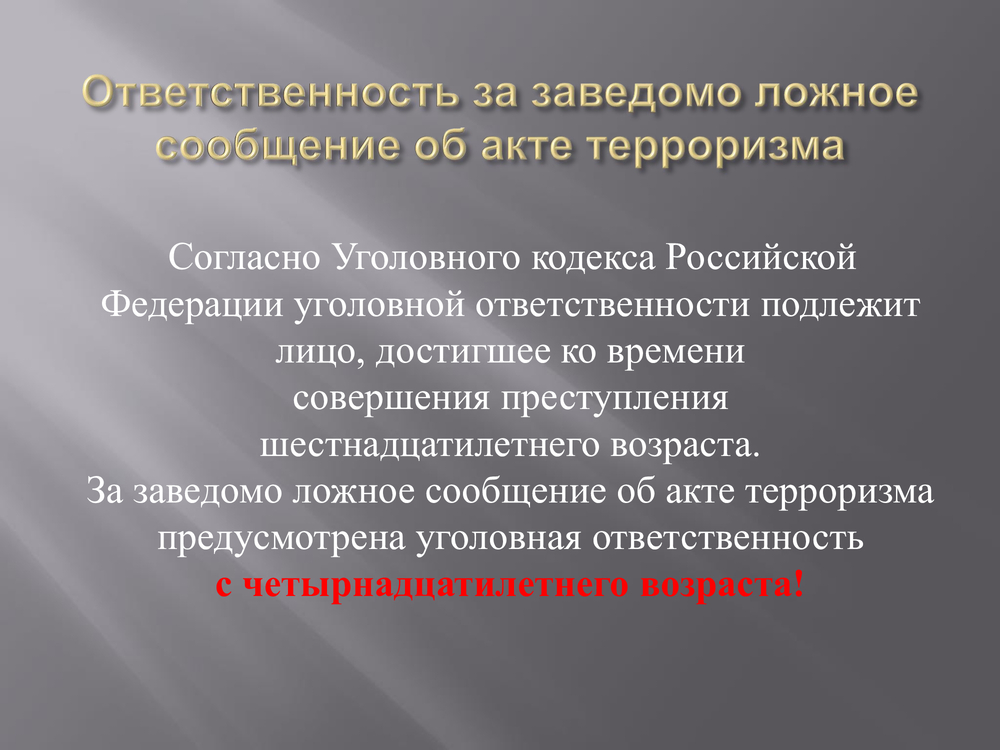 Ответственность за заведомо ложное
сообщение об акте терроризма
Согласно Уголовного кодекса Российской
Федерации уголовной ответственности подлежит
лицо, достигшее ко времени
совершения преступления
шестнадцатилетнего возраста.
За заведомо ложное сообщение об акте терроризма
предусмотрена уголовная ответственность
с четырнадцатилетнего возраста!